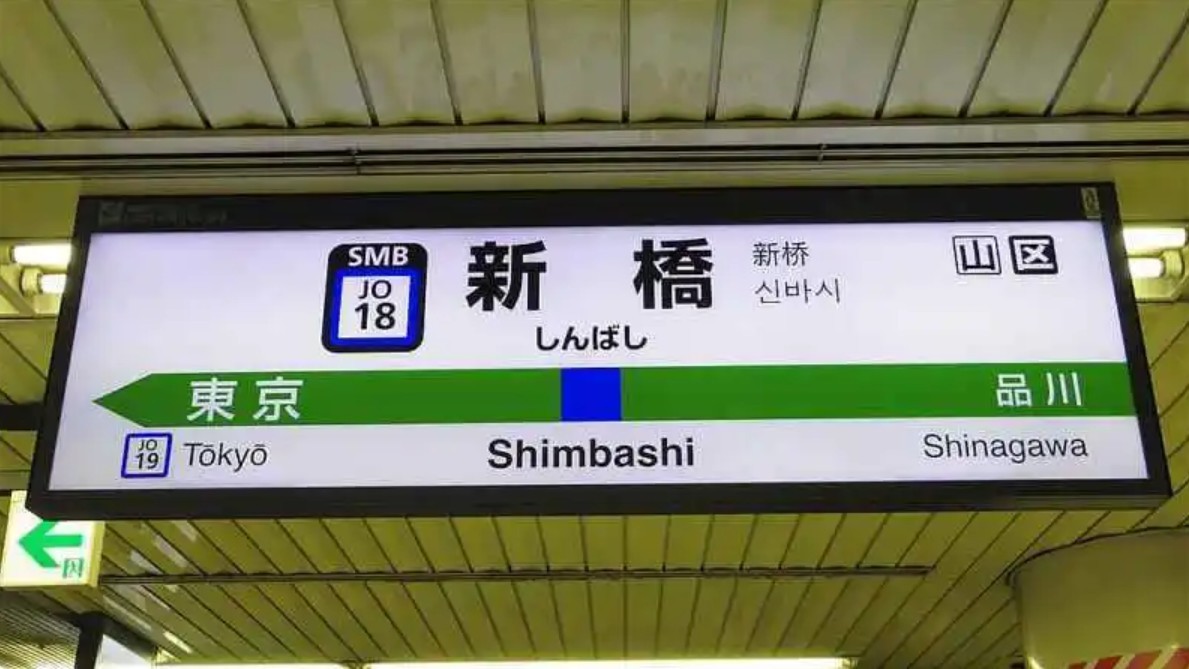 SMB
JO
18
新橋
しんばし
新桥
신바시
山 区
東京
品川
JO
19
Tōkyō
Shimbashi
Shinagawa